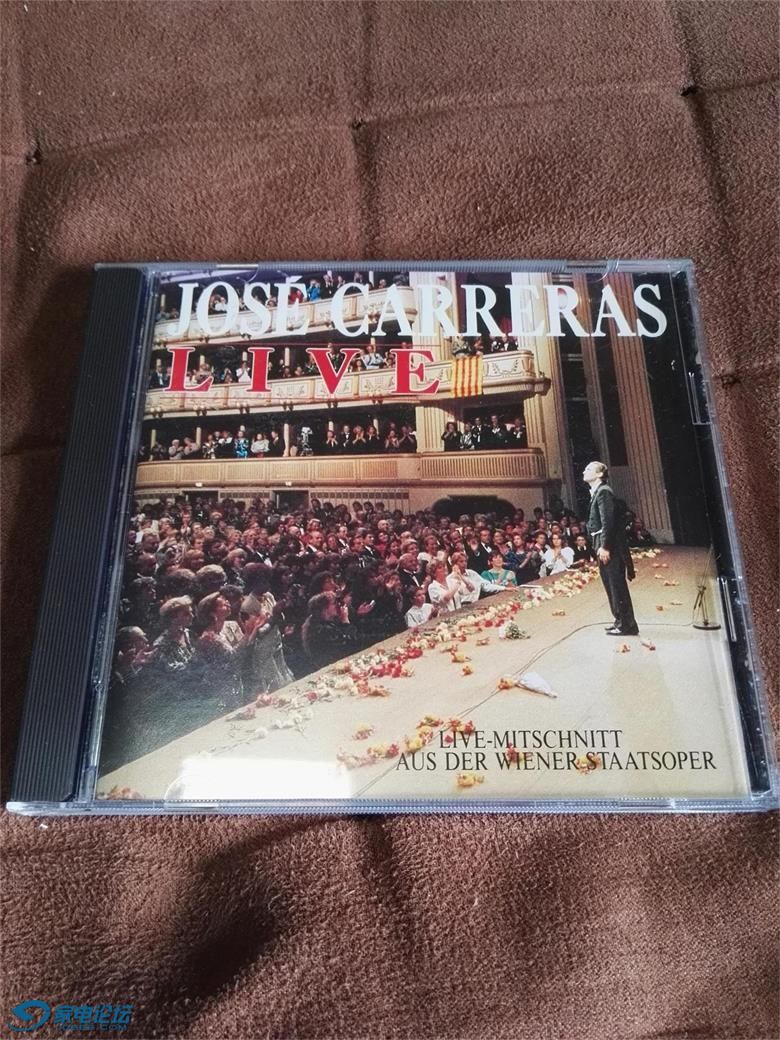 JOSÉ CARRERAS
LIVE
LIVE-MITSCHNITT
AUS DER WIENER STAATSOPER
家电论坛